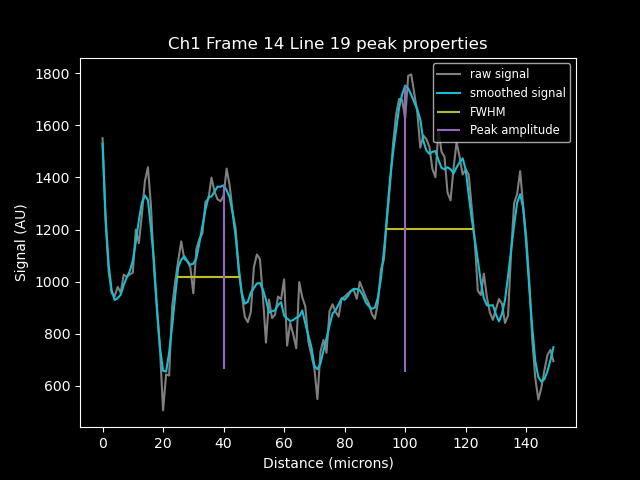 Ch1 Frame 14 Line 19 peak properties
raw signal
smoothed signal
FWHM
Peak amplitude
Signal (AU)
1800
1600
1400
1200
1000
800
600
0 20 40 60 80 100 120 140
Distance (microns)